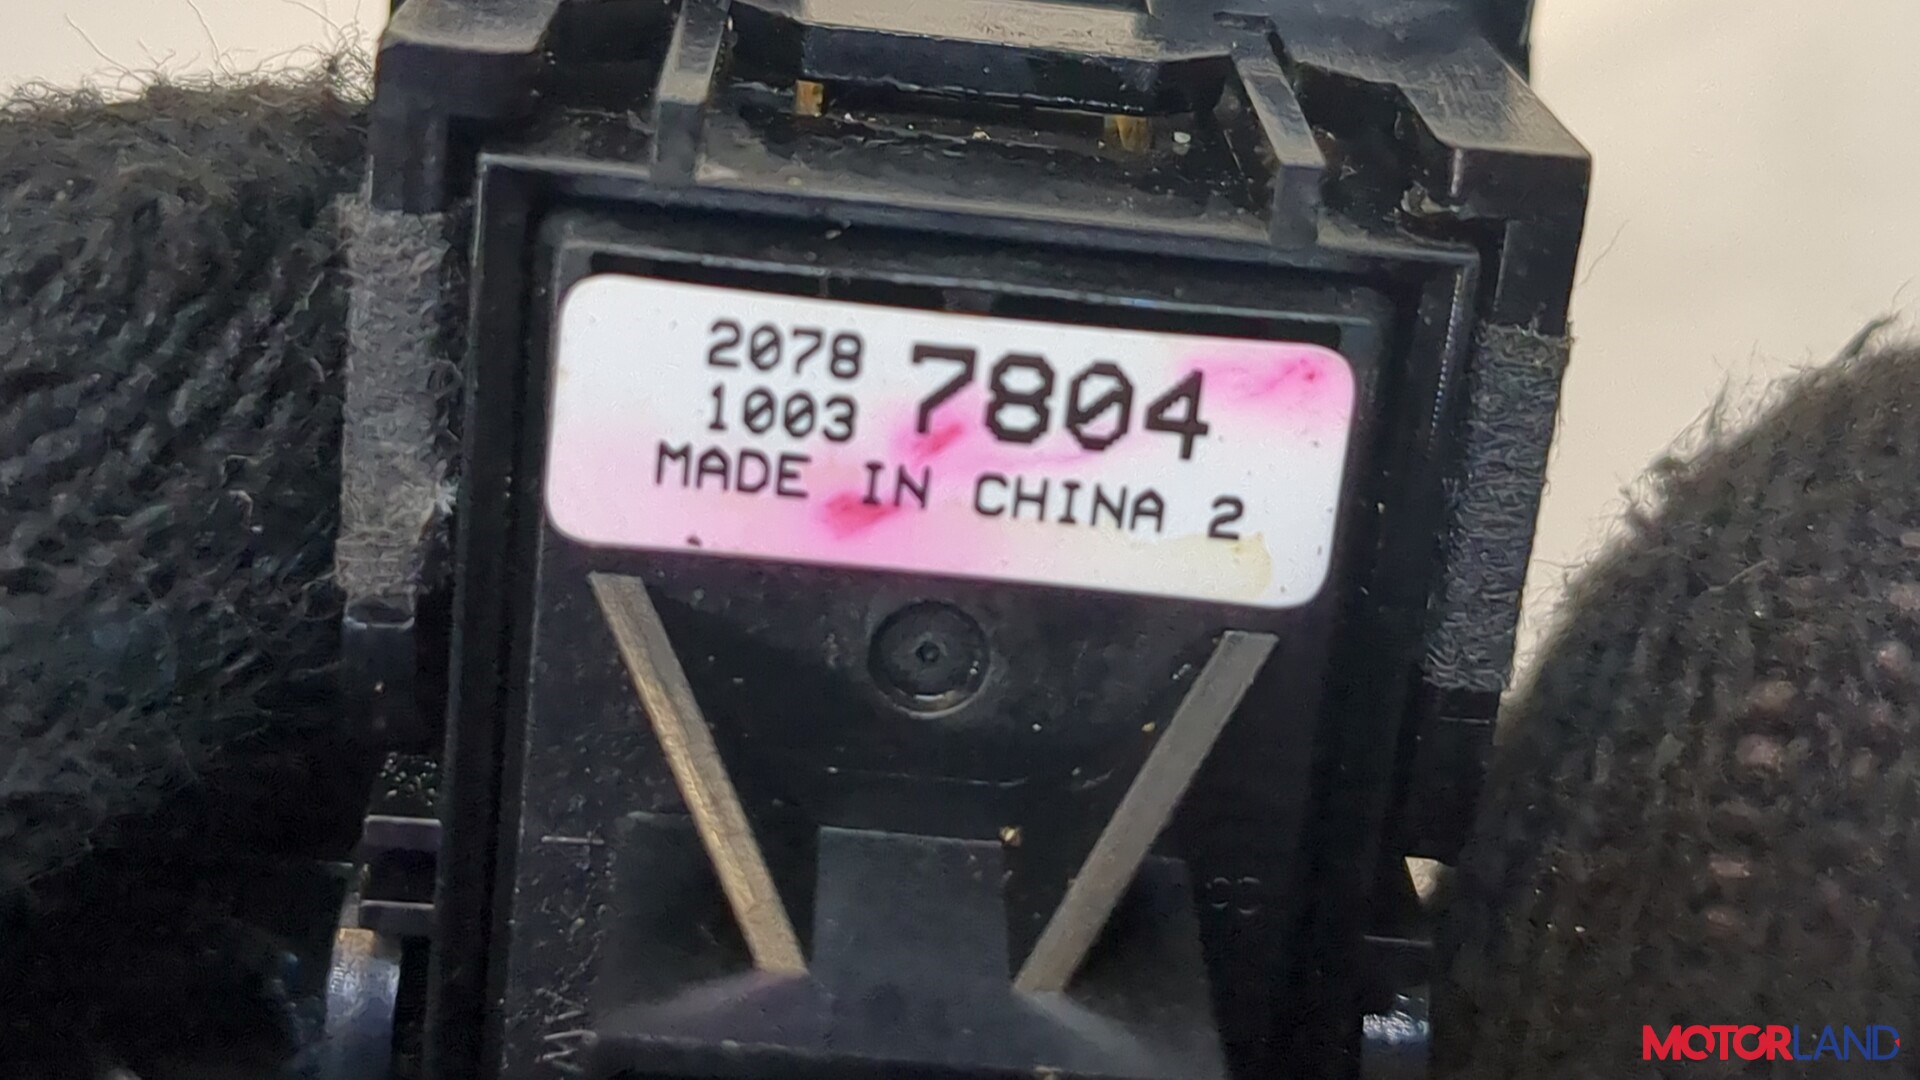 2078 7804
1003
MADE IN CHINA 2
MOTORLAND